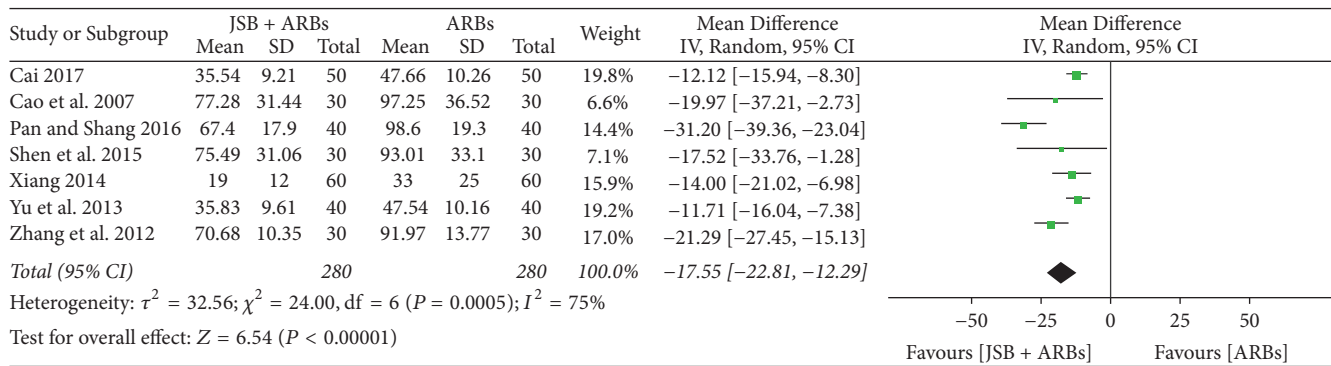 Study or Subgroup JSB + ARBs ARBs Weight Mean Difference Mean Difference
Mean SD Total Mean SD Total IV, Random, 95% CI IV, Random, 95% CI
Cai 2017 35.54 9.21 50 47.66 10.26 50 19.8% −12.12 [−15.94, −8.30]
Cao et al. 2007 77.28 31.44 30 97.25 36.52 30 6.6% −19.97 [−37.21, −2.73]
Pan and Shang 2016 67.4 17.9 40 98.6 19.3 40 14.4% −31.20 [−39.36, −23.04]
Shen et al. 2015 75.49 31.06 30 93.01 33.1 30 7.1% −17.52 [−33.76, −1.28]
Xiang 2014 19 12 60 33 25 60 15.9% −14.00 [−21.02, −6.98]
Yu et al. 2013 35.83 9.61 40 47.54 10.16 40 19.2% −11.71 [−16.04, −7.38]
Zhang et al. 2012 70.68 10.35 30 91.97 13.77 30 17.0% −21.29 [−27.45, −15.13]
Total (95% CI) 280 280 100.0% −17.55 [−22.81, −12.29]
Heterogeneity: τ² = 32.56; χ² = 24.00, df = 6 (P = 0.0005); I² = 75%
Test for overall effect: Z = 6.54 (P < 0.00001)
−50 −25 0 25 50
Favours [JSB + ARBs] Favours [ARBs]